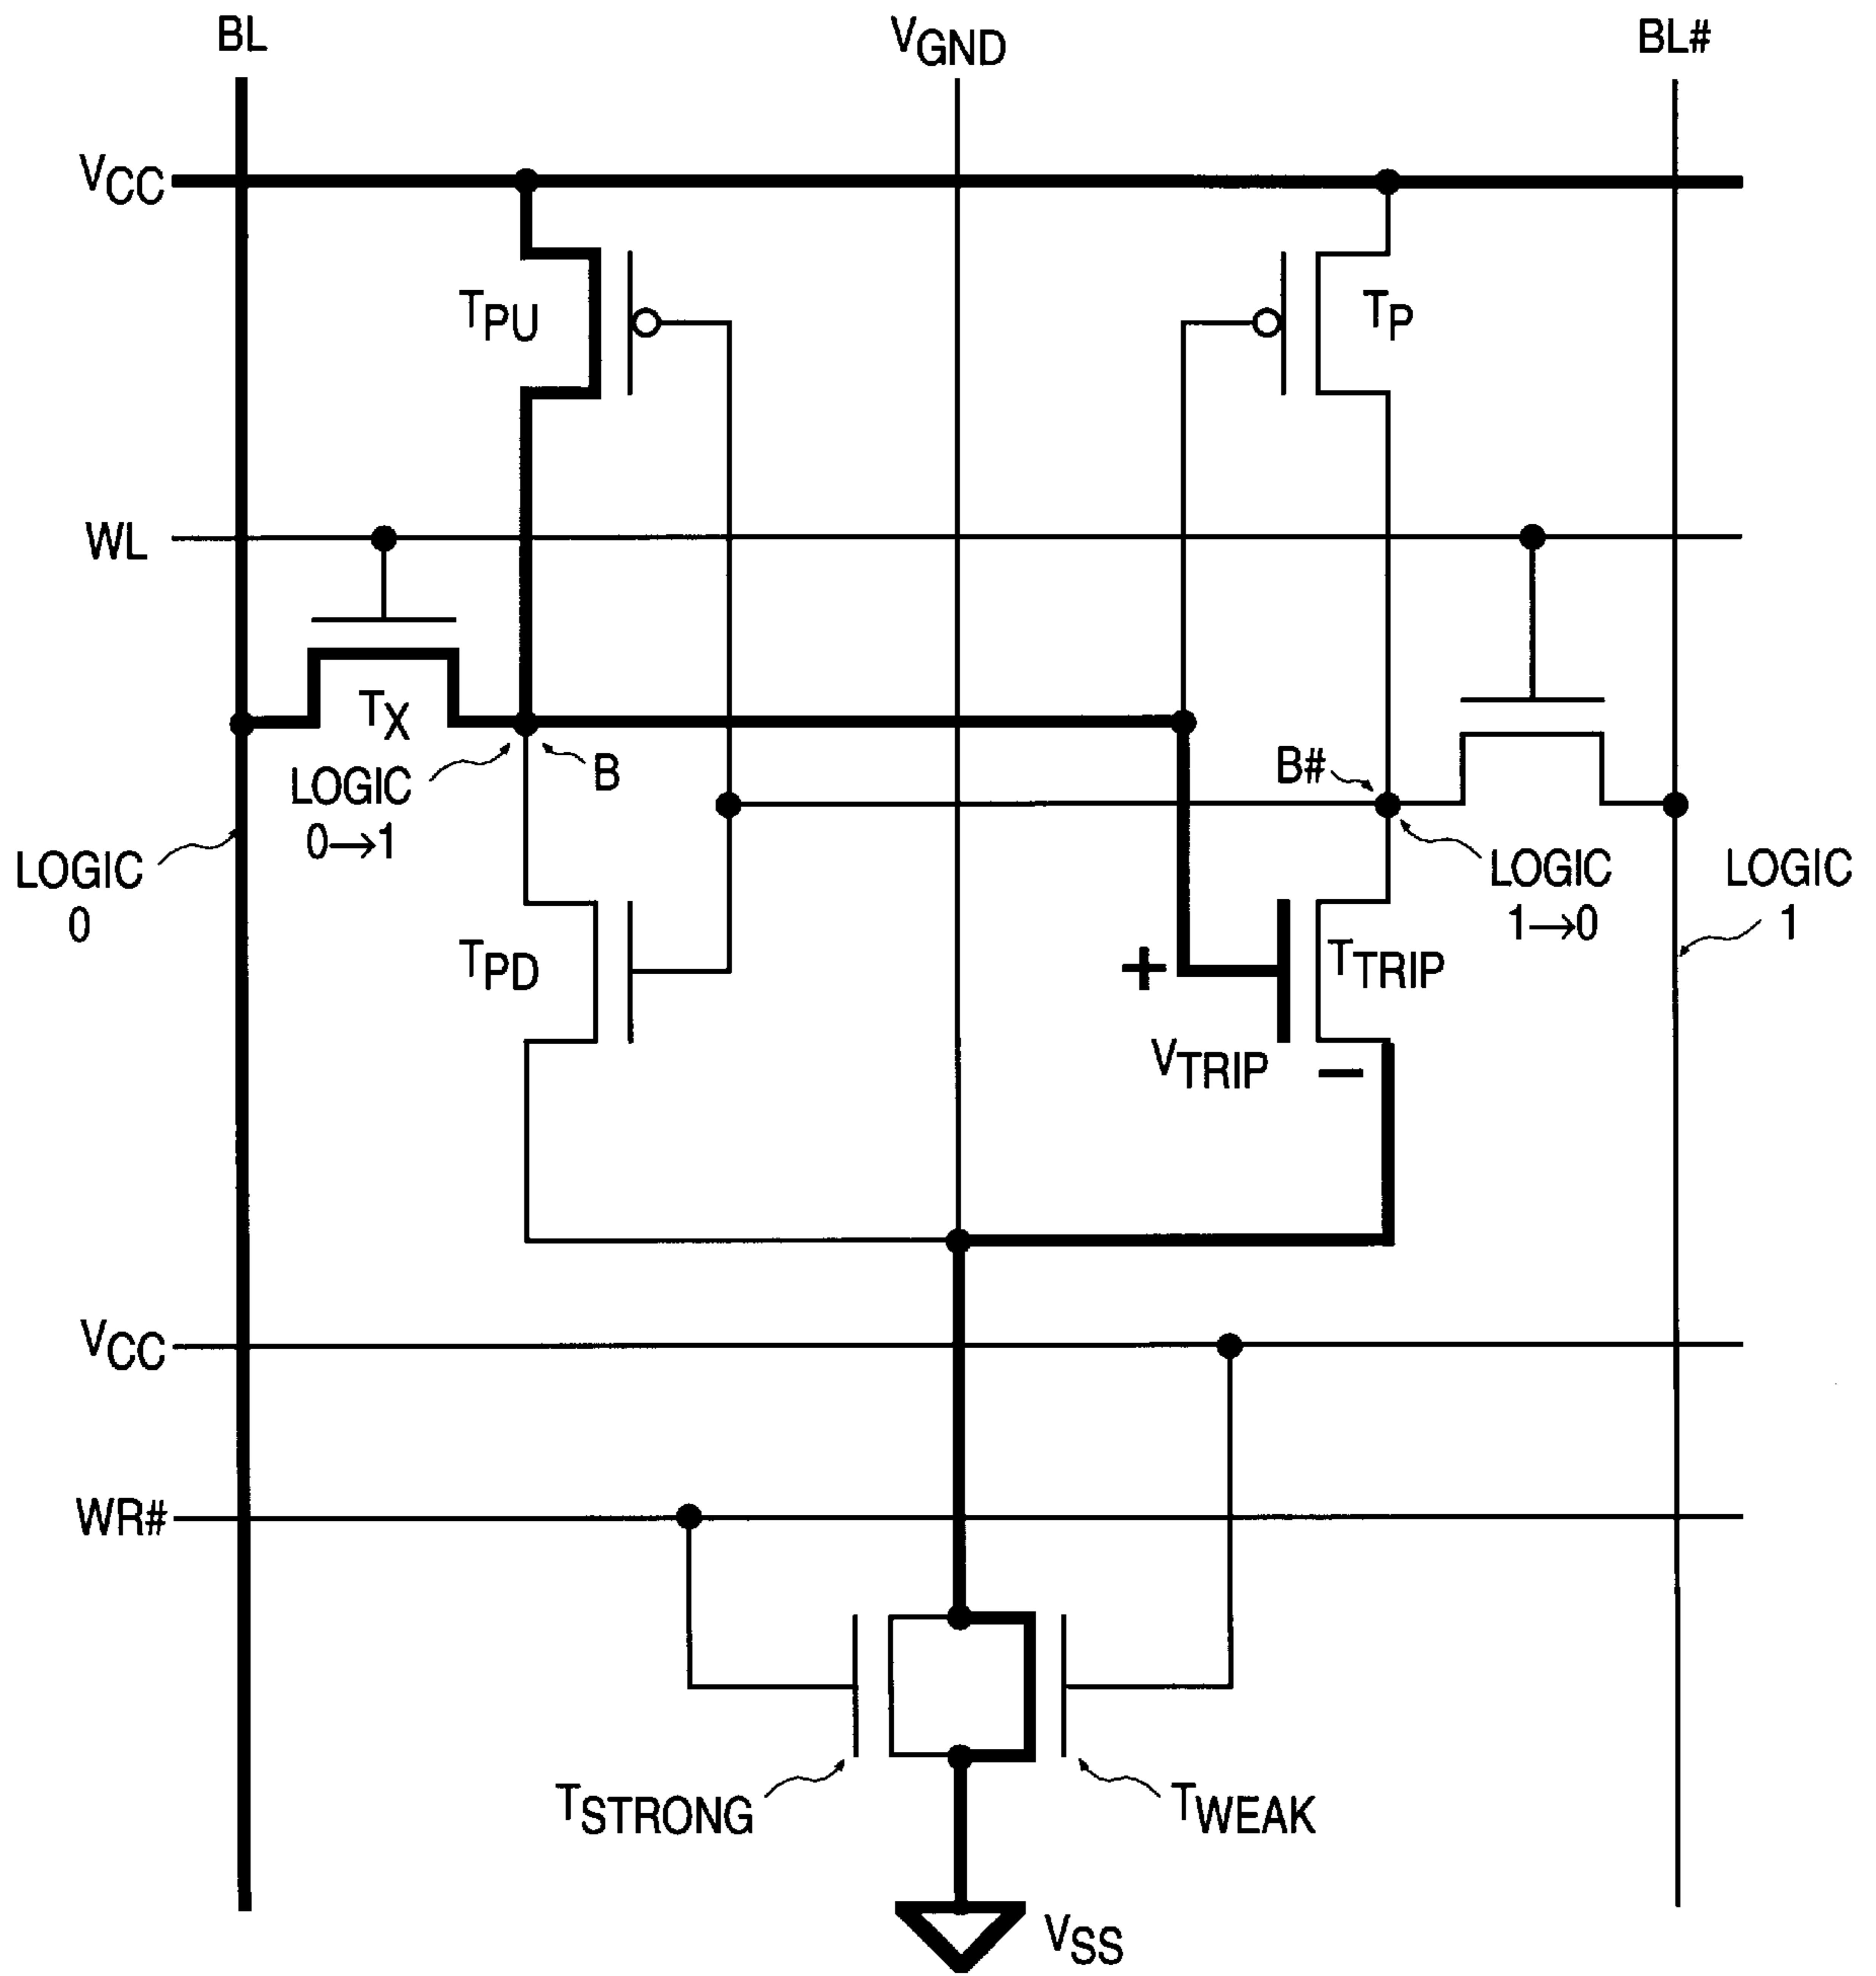 BL
VGND
BL#
VCC
TPU
TP
WL
TX
B
B#
LOGIC
0→1
LOGIC
0
LOGIC
1→0
LOGIC
1
TPD
+
TTRIP
VTRIP
−
VCC
WR#
TSTRONG
TWEAK
VSS